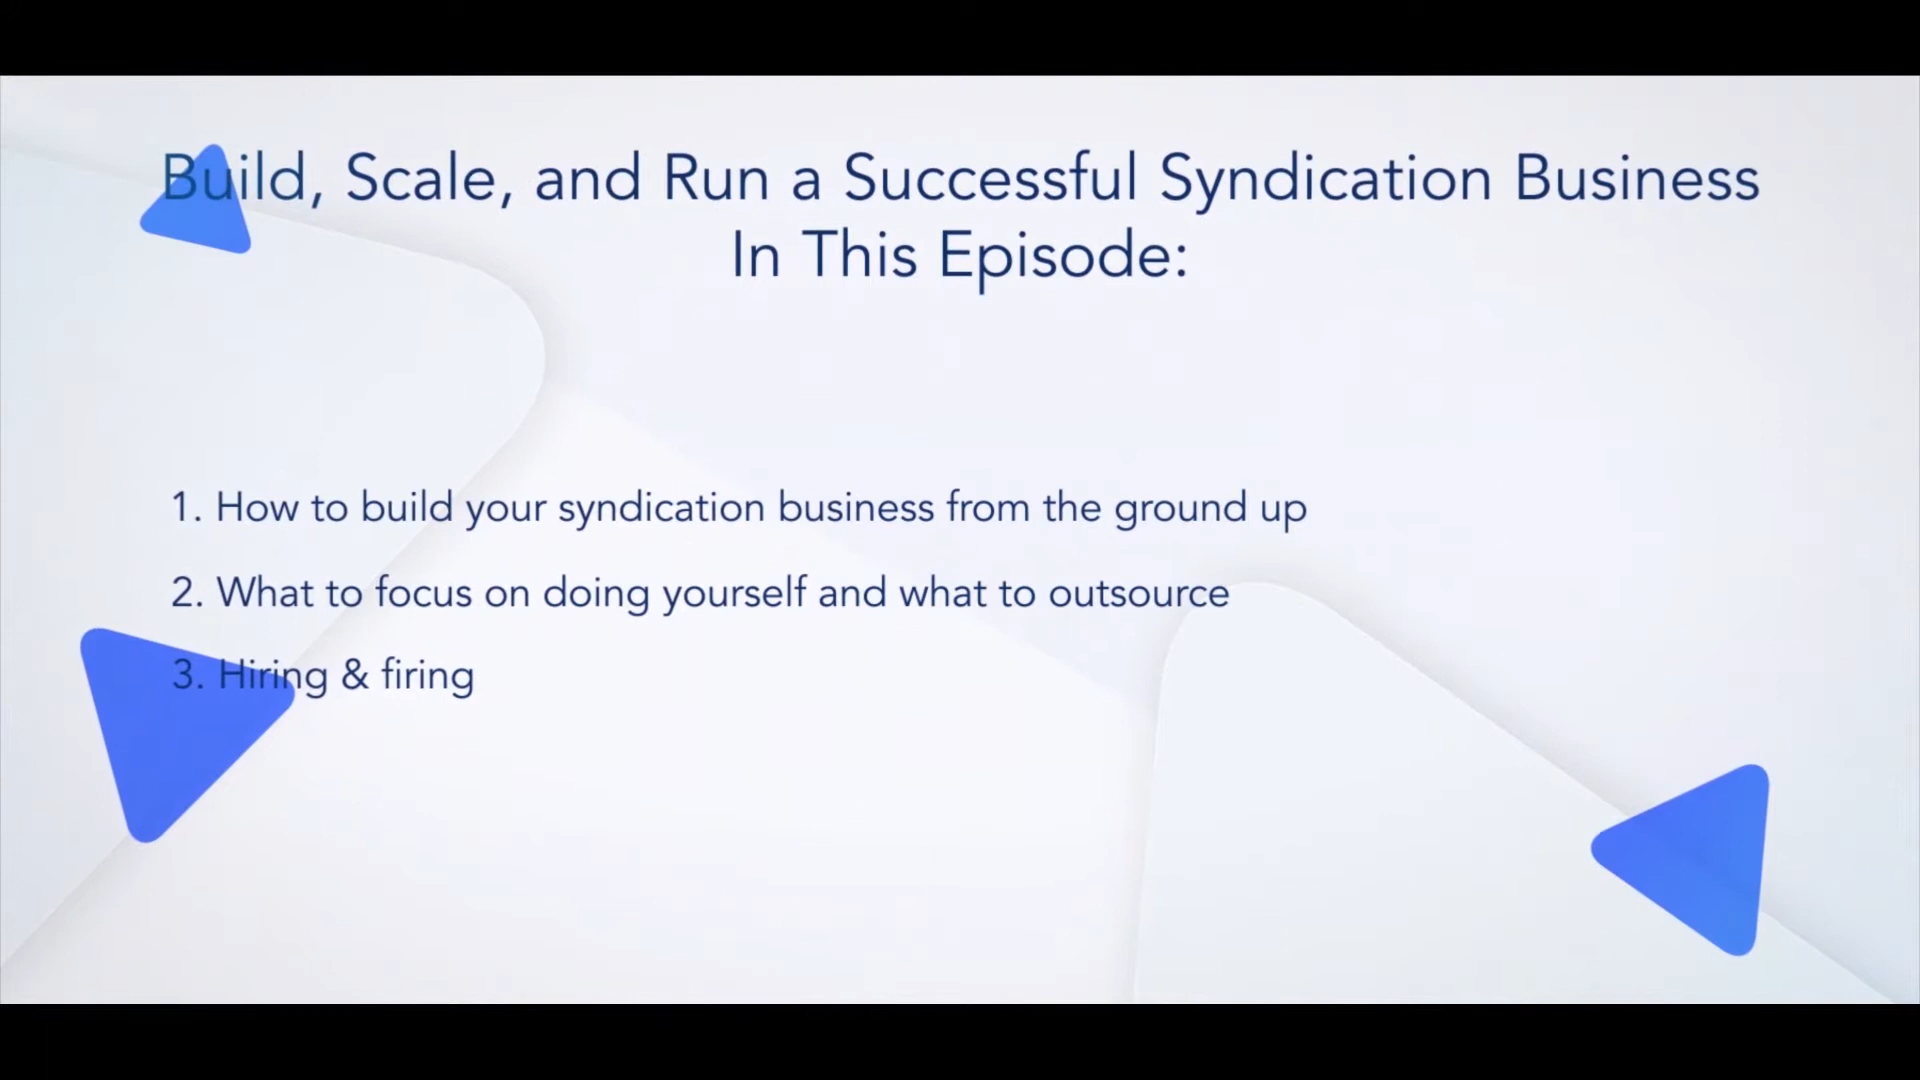 Build, Scale, and Run a Successful Syndication Business
In This Episode:
1. How to build your syndication business from the ground up
2. What to focus on doing yourself and what to outsource
3. Hiring & firing